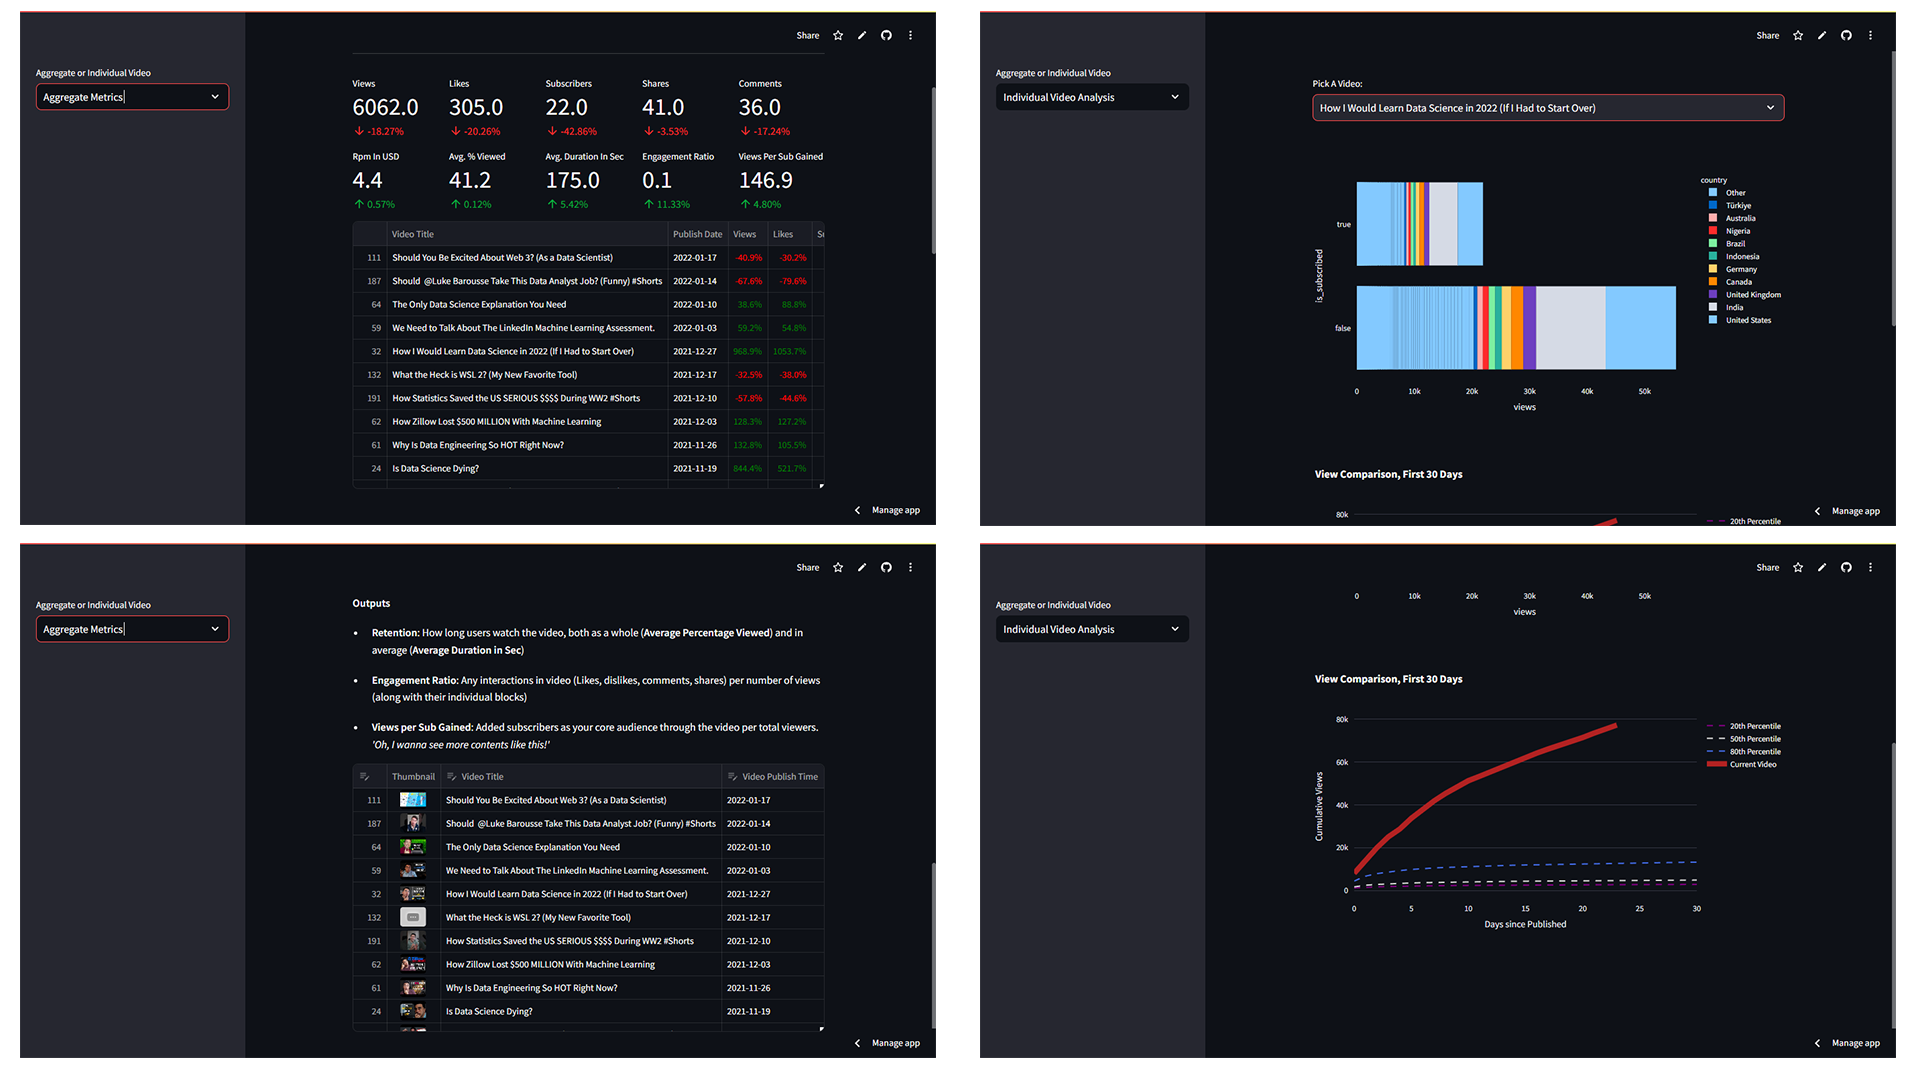 Share
Aggregate or Individual Video
Aggregate Metrics
Views Likes Subscribers Shares Comments
6062.0 305.0 22.0 41.0 36.0
-18.27% -20.26% -42.86% -3.53% -17.24%
Rpm In USD Avg. % Viewed Avg. Duration In Sec Engagement Ratio Views Per Sub Gained
4.4 41.2 175.0 0.1 146.9
0.57% 0.12% 5.42% 11.33% 4.80%
Video Title Publish Date Views Likes
111 Should You Be Excited About Web 3? (As a Data Scientist) 2022-01-17 -40.9% -30.2%
187 Should @Luke Barousse Take This Data Analyst Job? (Funny) #Shorts 2022-01-14 -67.6% -79.6%
64 The Only Data Science Explanation You Need 2022-01-10 38.6% 88.8%
59 We Need to Talk About The LinkedIn Machine Learning Assessment. 2022-01-03 59.2% 54.8%
32 How I Would Learn Data Science in 2022 (If I Had to Start Over) 2021-12-27 968.9% 1053.7%
132 What the Heck is WSL 2? (My New Favorite Tool) 2021-12-17 -32.5% -38.0%
191 How Statistics Saved the US SERIOUS $$$$ During WW2 #Shorts 2021-12-10 -57.8% -44.6%
62 How Zillow Lost $500 MILLION With Machine Learning 2021-12-03 128.3% 127.2%
61 Why Is Data Engineering So HOT Right Now? 2021-11-26 132.8% 105.5%
24 Is Data Science Dying? 2021-11-19 844.4% 521.7%
Manage app
Share
Aggregate or Individual Video
Individual Video Analysis
Pick A Video:
How I Would Learn Data Science in 2022 (If I Had to Start Over)
country
Other
Türkiye
Australia
Nigeria
Brazil
Indonesia
Germany
Canada
United Kingdom
India
United States
true
is_subscribed
false
0 10k 20k 30k 40k 50k
views
View Comparison, First 30 Days
80k
20th Percentile
Manage app
Share
Aggregate or Individual Video
Aggregate Metrics
Outputs
• Retention: How long users watch the video, both as a whole (Average Percentage Viewed) and in
average (Average Duration in Sec)
• Engagement Ratio: Any interactions in video (Likes, dislikes, comments, shares) per number of views
(along with their individual blocks)
• Views per Sub Gained: Added subscribers as your core audience through the video per total viewers.
'Oh, I wanna see more contents like this!'
Thumbnail Video Title Video Publish Time
111 Should You Be Excited About Web 3? (As a Data Scientist) 2022-01-17
187 Should @Luke Barousse Take This Data Analyst Job? (Funny) #Shorts 2022-01-14
64 The Only Data Science Explanation You Need 2022-01-10
59 We Need to Talk About The LinkedIn Machine Learning Assessment. 2022-01-03
32 How I Would Learn Data Science in 2022 (If I Had to Start Over) 2021-12-27
132 What the Heck is WSL 2? (My New Favorite Tool) 2021-12-17
191 How Statistics Saved the US SERIOUS $$$$ During WW2 #Shorts 2021-12-10
62 How Zillow Lost $500 MILLION With Machine Learning 2021-12-03
61 Why Is Data Engineering So HOT Right Now? 2021-11-26
24 Is Data Science Dying? 2021-11-19
Manage app
Share
Aggregate or Individual Video
Individual Video Analysis
0 10k 20k 30k 40k 50k
views
View Comparison, First 30 Days
80k
60k
40k
20k
0
Cumulative Views
20th Percentile
50th Percentile
80th Percentile
Current Video
0 5 10 15 20 25 30
Days since Published
Manage app